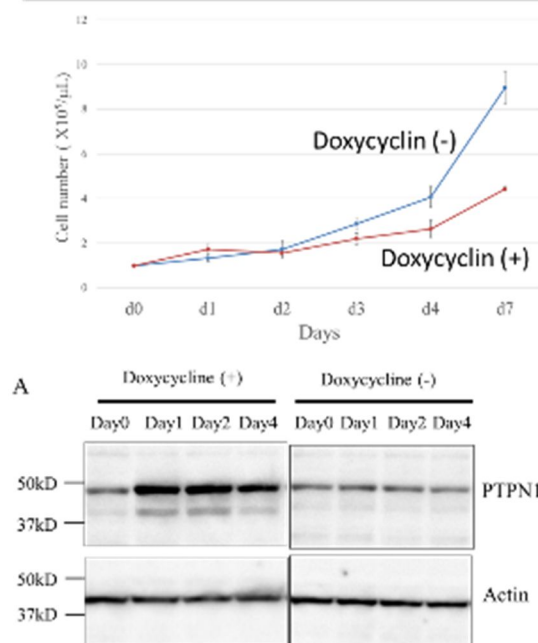 12
10
8
6
4
2
0
Cell number ( X10⁵/μL)
Doxycyclin (-)
Doxycyclin (+)
d0 d1 d2 d3 d4 d7
Days
A
Doxycycline (+) Doxycycline (-)
Day0 Day1 Day2 Day4 Day0 Day1 Day2 Day4
50kD
37kD
PTPN1
50kD
37kD
Actin